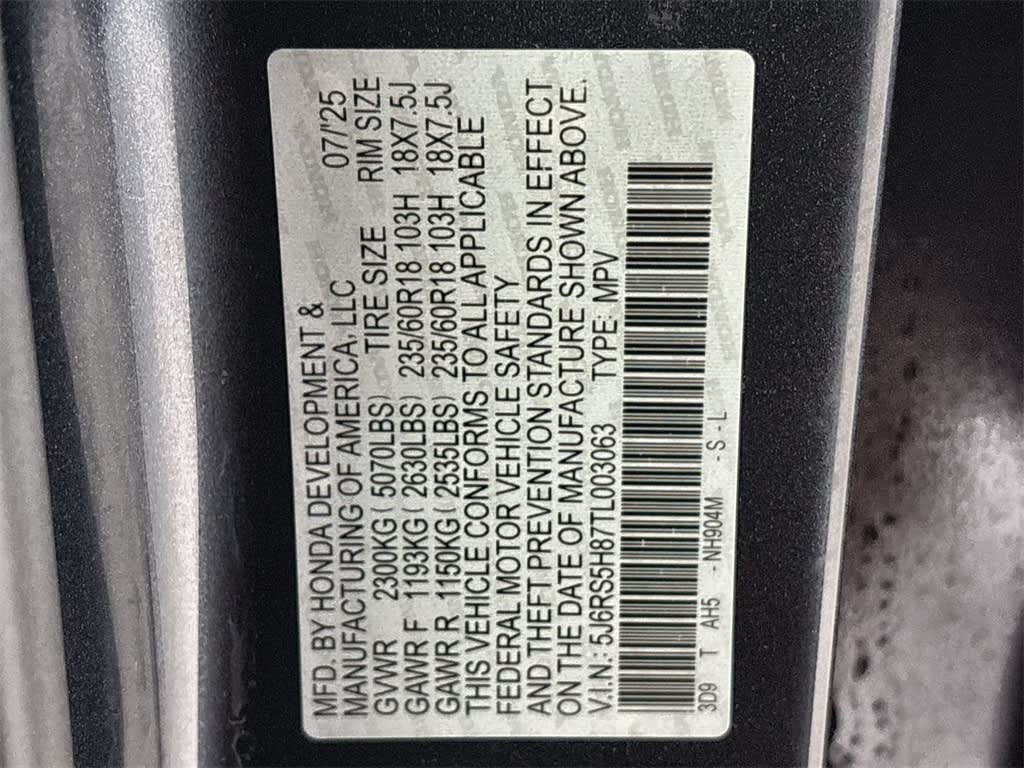 MFD. BY HONDA DEVELOPMENT &
MANUFACTURING OF AMERICA, LLC 07/'25
GVWR 2300KG ( 5070LBS) TIRE SIZE RIM SIZE
GAWR F 1193KG ( 2630LBS) 235/60R18 103H 18X7.5J
GAWR R 1150KG ( 2535LBS) 235/60R18 103H 18X7.5J
THIS VEHICLE CONFORMS TO ALL APPLICABLE
FEDERAL MOTOR VEHICLE SAFETY
AND THEFT PREVENTION STANDARDS IN EFFECT
ON THE DATE OF MANUFACTURE SHOWN ABOVE.
V.I.N.: 5J6RS5H87TL003063 TYPE: MPV
3D9 T AH5 - NH904M - S - L